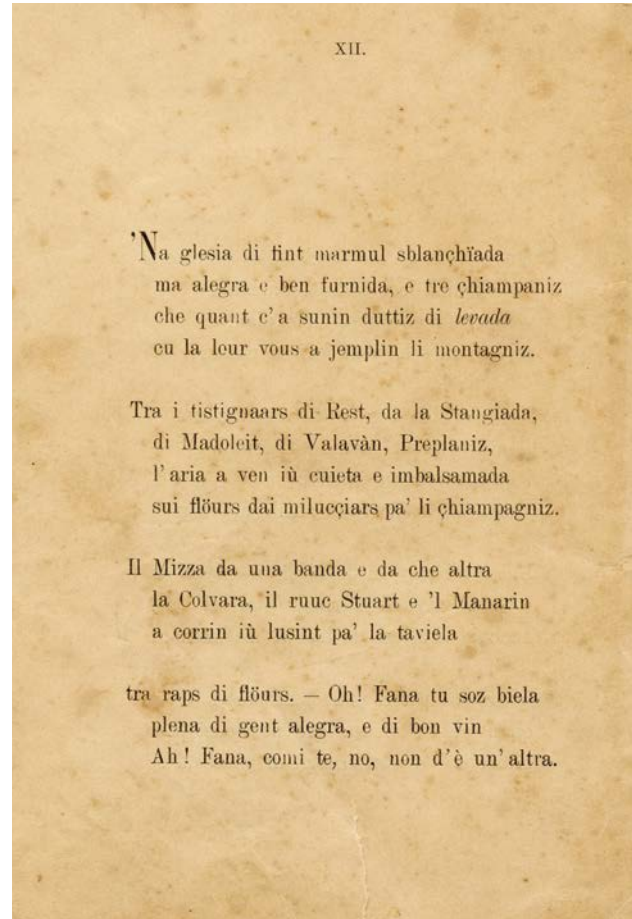 XII.
'Na glesia di fint marmul sblançhïada
ma alegra e ben furnida, e tre çhiampaniz
che quant c'a sunin duttiz di levada
cu la lour vous a jemplin li montagniz.
Tra i tistignaars di Rest, da la Stangiada,
di Madoleit, di Valavàn, Preplaniz,
l'aria a ven iù cuieta e imbalsamada
sui flöurs dai milucçiars pa' li çhiampagniz.
Il Mizza da una banda e da che altra
la Colvara, il ruuc Stuart e 'l Manarin
a corrin iù lusint pa' la taviela
tra raps di flöurs. — Oh! Fana tu soz biela
plena di gent alegra, e di bon vin
Ah! Fana, comi te, no, non d'è un'altra.